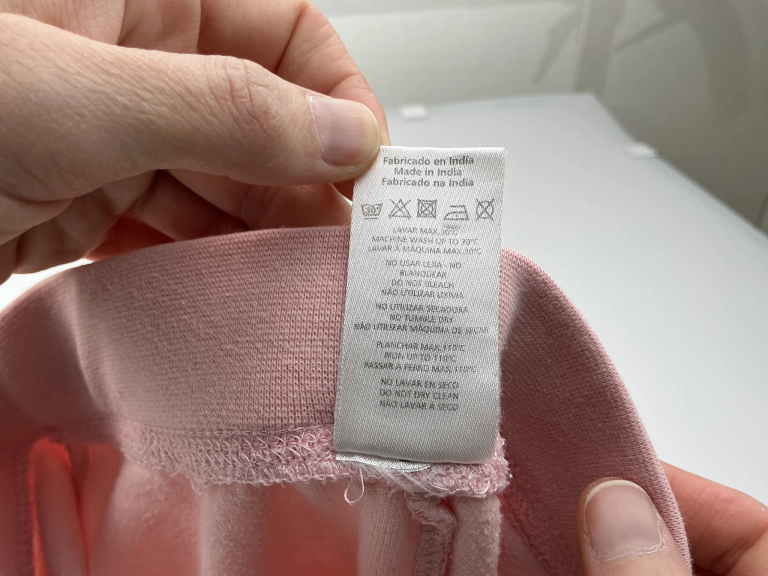 Fabricado en India
Made in India
Fabricado na India
30°
LAVAR MAX.30°C
MACHINE WASH UP TO 30°C
LAVAR À MÁQUINA MAX.30°C
NO USAR LEJÍA - NO
BLANQUEAR
DO NOT BLEACH
NÃO UTILIZAR LIXÍVIA
NO UTILIZAR SECADORA
NO TUMBLE DRY
NÃO UTILIZAR MÁQUINA DE SECAR
PLANCHAR MAX.110°C
IRON UP TO 110°C
PASSAR A FERRO MAX.110°C
NO LAVAR EN SECO
DO NOT DRY CLEAN
NÃO LAVAR A SECO